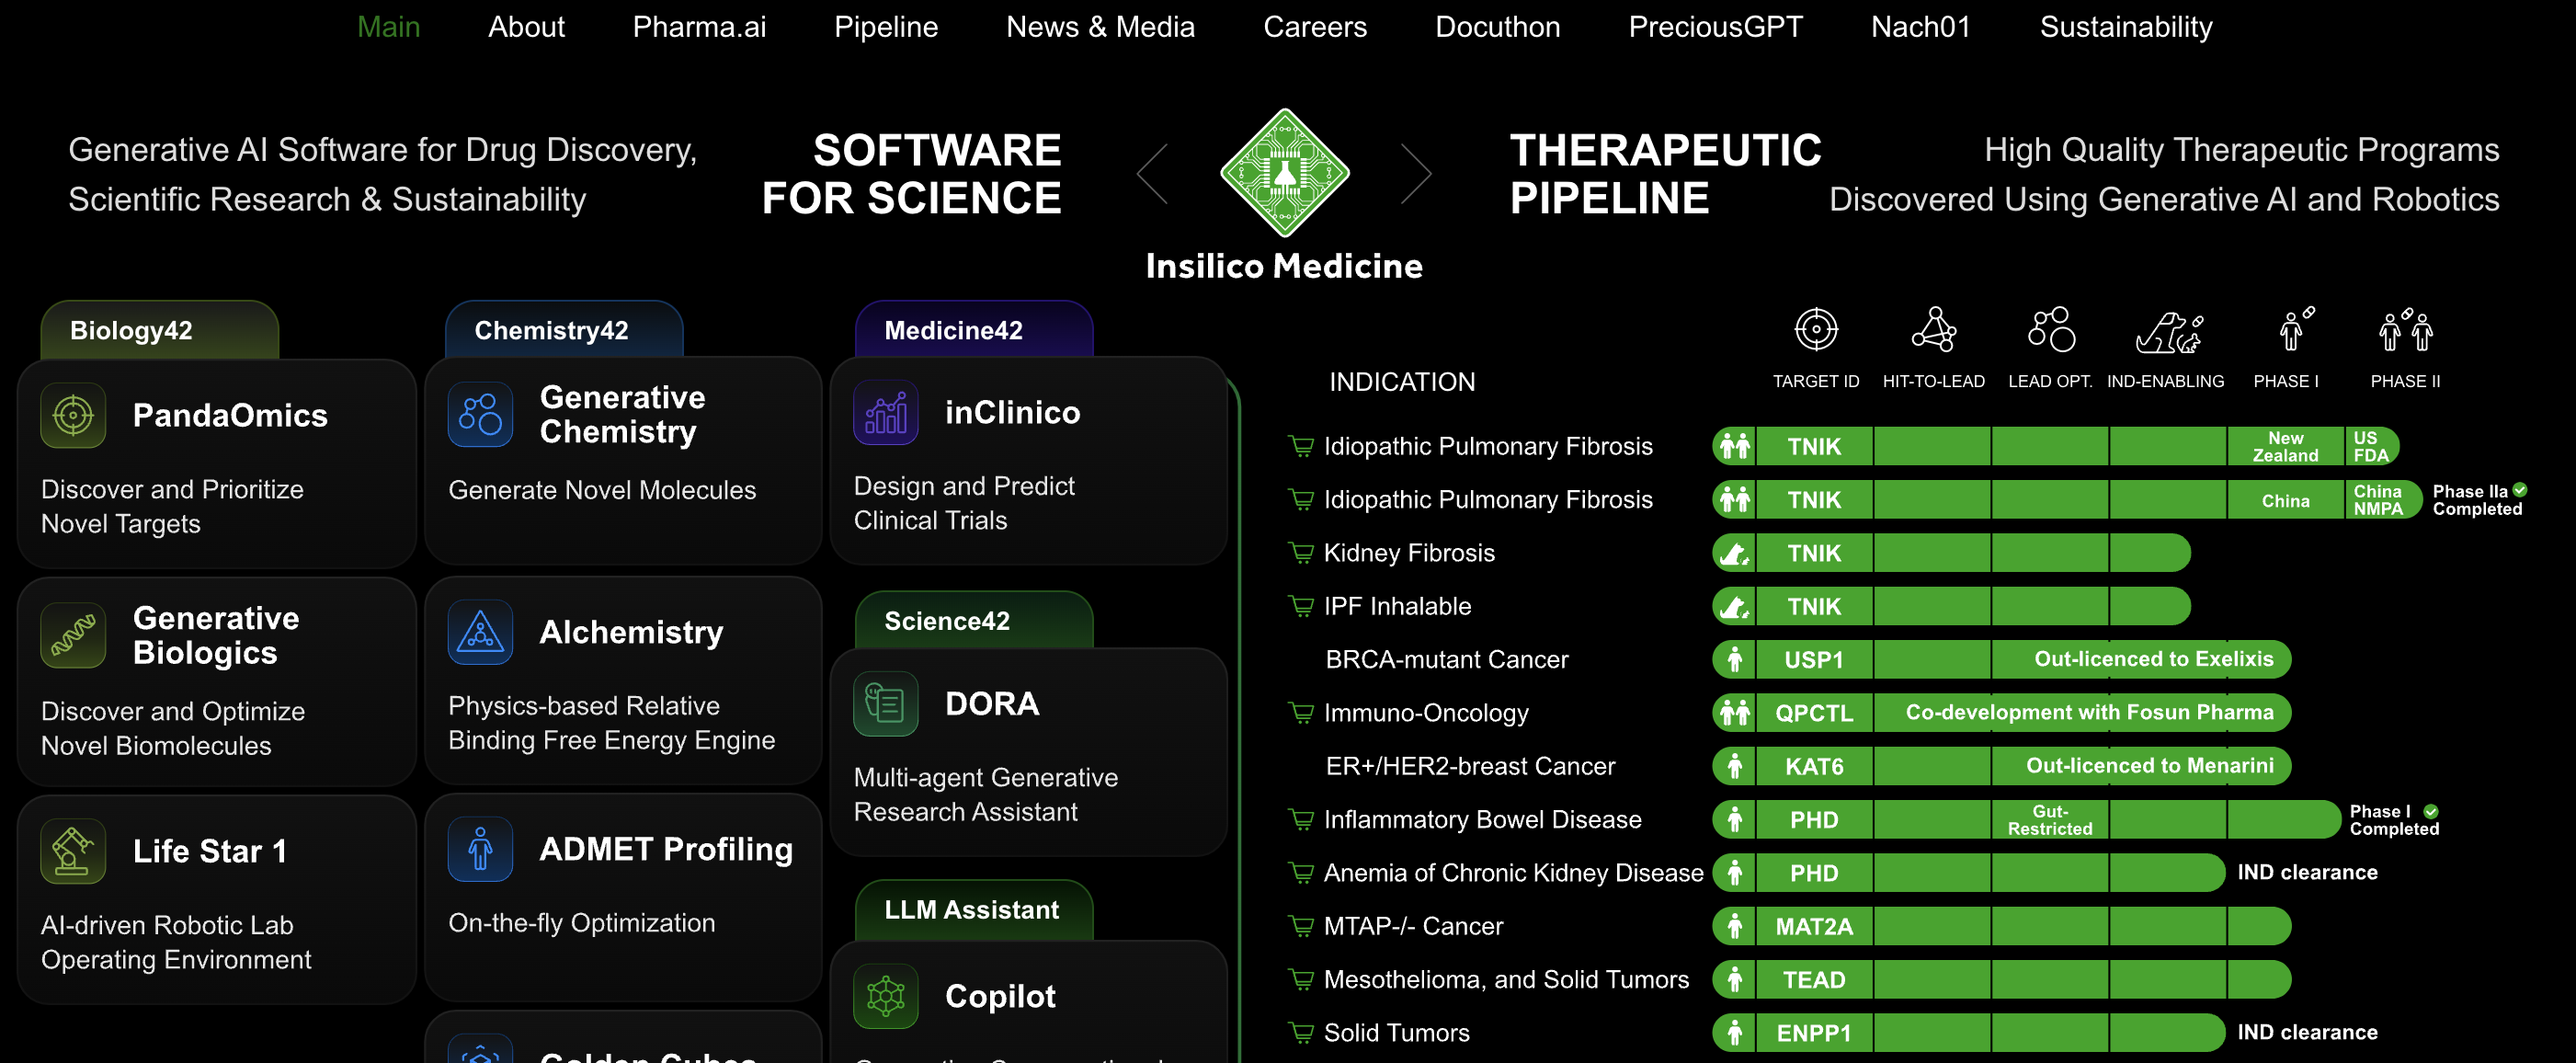 Main About Pharma.ai Pipeline News & Media Careers Docuthon PreciousGPT Nach01 Sustainability
Generative AI Software for Drug Discovery,
Scientific Research & Sustainability
SOFTWARE
FOR SCIENCE
Insilico Medicine
THERAPEUTIC
PIPELINE
High Quality Therapeutic Programs
Discovered Using Generative AI and Robotics
Biology42
PandaOmics
Discover and Prioritize
Novel Targets
Generative
Biologics
Discover and Optimize
Novel Biomolecules
Life Star 1
AI-driven Robotic Lab
Operating Environment
Chemistry42
Generative
Chemistry
Generate Novel Molecules
Alchemistry
Physics-based Relative
Binding Free Energy Engine
ADMET Profiling
On-the-fly Optimization
Golden Cubes
Medicine42
inClinico
Design and Predict
Clinical Trials
Science42
DORA
Multi-agent Generative
Research Assistant
LLM Assistant
Copilot
INDICATION TARGET ID HIT-TO-LEAD LEAD OPT. IND-ENABLING PHASE I PHASE II
Idiopathic Pulmonary Fibrosis TNIK New Zealand US FDA
Idiopathic Pulmonary Fibrosis TNIK China China NMPA Phase IIa Completed
Kidney Fibrosis TNIK
IPF Inhalable TNIK
BRCA-mutant Cancer USP1 Out-licenced to Exelixis
Immuno-Oncology QPCTL Co-development with Fosun Pharma
ER+/HER2-breast Cancer KAT6 Out-licenced to Menarini
Inflammatory Bowel Disease PHD Gut-Restricted Phase I Completed
Anemia of Chronic Kidney Disease PHD IND clearance
MTAP-/- Cancer MAT2A
Mesothelioma, and Solid Tumors TEAD
Solid Tumors ENPP1 IND clearance